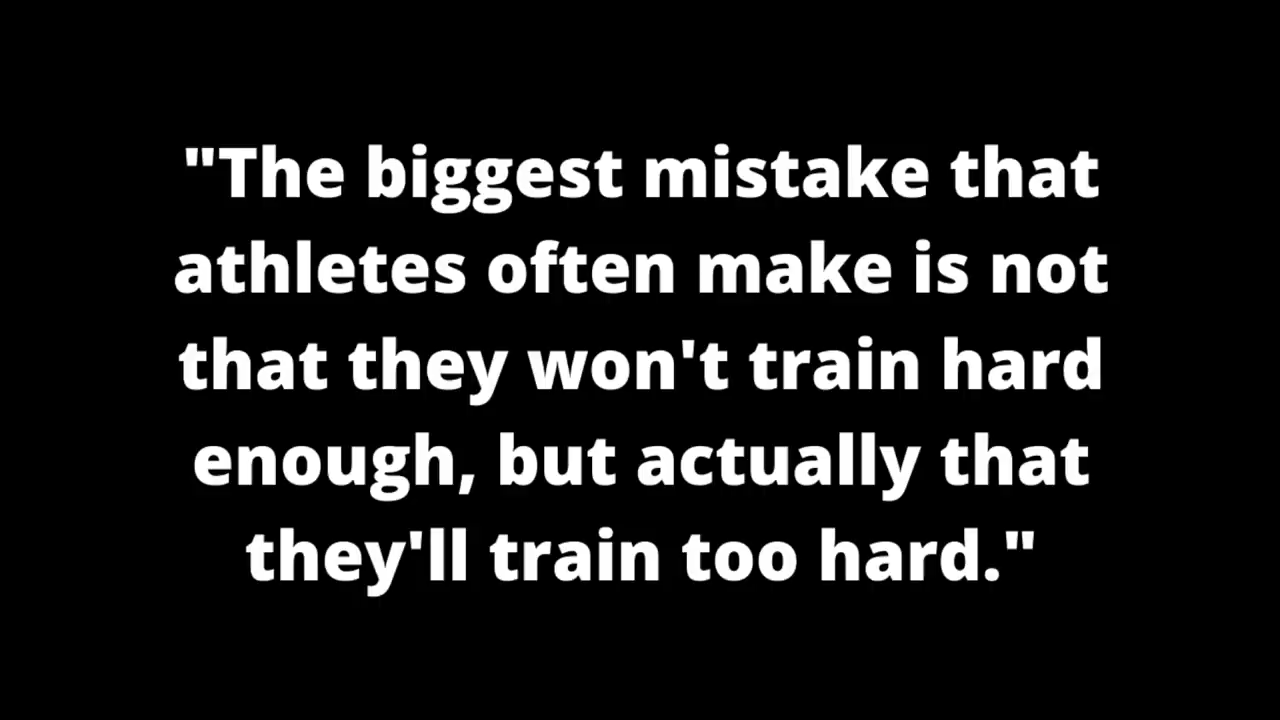 "The biggest mistake that
athletes often make is not
that they won't train hard
enough, but actually that
they'll train too hard."